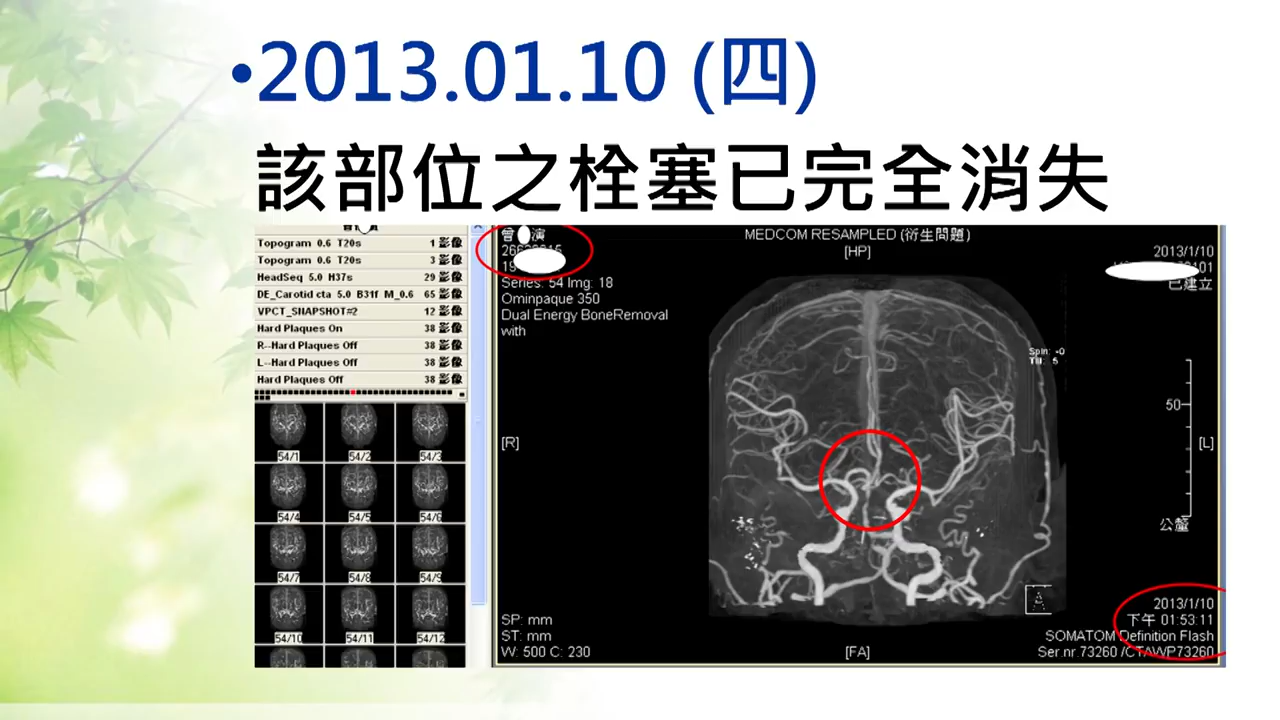 •2013.01.10 (四)
該部位之栓塞已完全消失
Topogram 0.6 T20s 1 影像
Topogram 0.6 T20s 3 影像
HeadSeq 5.0 H37s 29 影像
DE_Carotid cta 5.0 B31f M_0.6 65 影像
VPCT_SNAPSHOT#2 12 影像
Hard Plaques On 38 影像
R--Hard Plaques Off 38 影像
L--Hard Plaques Off 38 影像
Hard Plaques Off 38 影像
54/1 54/2 54/3
54/4 54/5 54/6
54/7 54/8 54/9
54/10 54/11 54/12
Series: 54 Img: 18
Ominpaque 350
Dual Energy BoneRemoval
with
MEDCOM RESAMPLED (衍生問題)
[HP]
2013/1/10
已建立
Spin: -0
Tilt: 5
50
[R]
[L]
公釐
A
SP: mm
ST: mm
W: 500 C: 230
[FA]
2013/1/10
下午 01:53:11
SOMATOM Definition Flash
Ser.nr.73260 /CTAWP73260